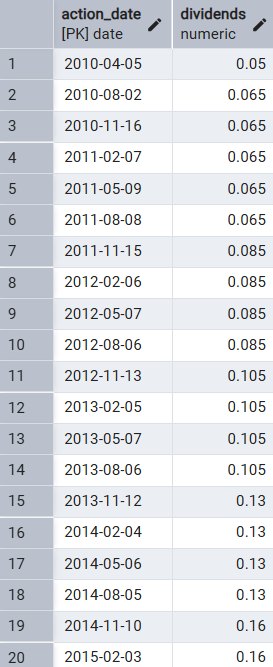 action_date dividends
[PK] date numeric
1 2010-04-05 0.05
2 2010-08-02 0.065
3 2010-11-16 0.065
4 2011-02-07 0.065
5 2011-05-09 0.065
6 2011-08-08 0.065
7 2011-11-15 0.085
8 2012-02-06 0.085
9 2012-05-07 0.085
10 2012-08-06 0.085
11 2012-11-13 0.105
12 2013-02-05 0.105
13 2013-05-07 0.105
14 2013-08-06 0.105
15 2013-11-12 0.13
16 2014-02-04 0.13
17 2014-05-06 0.13
18 2014-08-05 0.13
19 2014-11-10 0.16
20 2015-02-03 0.16